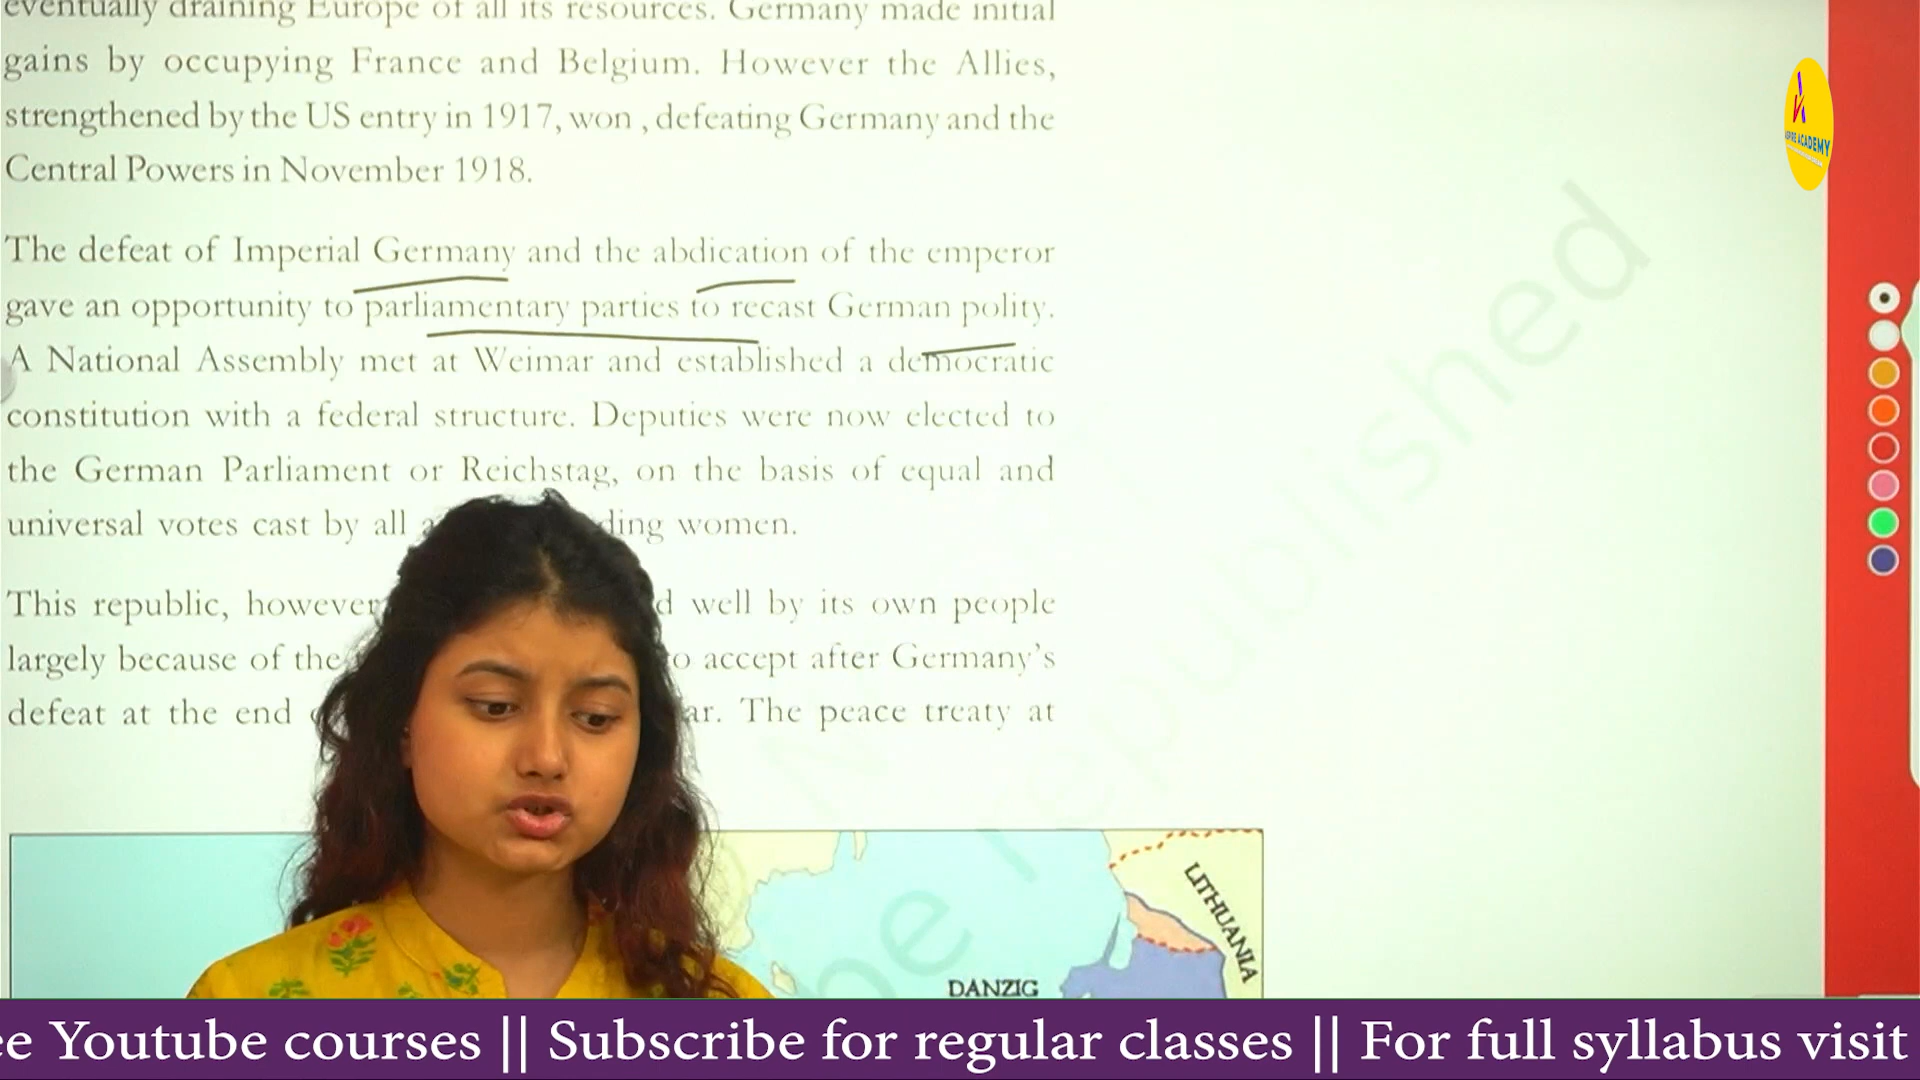 eventually draining Europe of all its resources. Germany made initial
gains by occupying France and Belgium. However the Allies,
strengthened by the US entry in 1917, won , defeating Germany and the
Central Powers in November 1918.
The defeat of Imperial Germany and the abdication of the emperor
gave an opportunity to parliamentary parties to recast German polity.
A National Assembly met at Weimar and established a democratic
constitution with a federal structure. Deputies were now elected to
the German Parliament or Reichstag, on the basis of equal and
universal votes cast by all women.
This republic, however well by its own people
largely because of the accept after Germany's
defeat at the end The peace treaty at
LITHUANIA
DANZIG
be republished
ACADEMY
Youtube courses || Subscribe for regular classes || For full syllabus visit